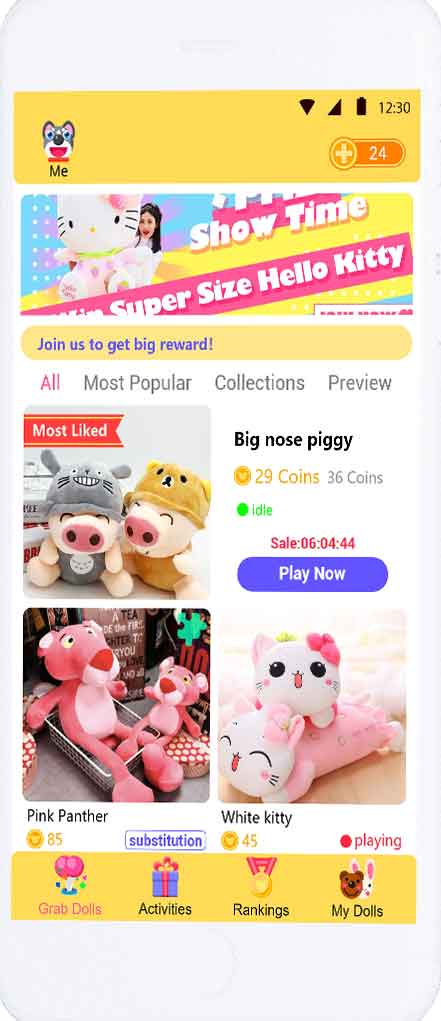 12:30
Me
24
Show Time
Win Super Size Hello Kitty
JOIN NOW
Join us to get big reward!
All Most Popular Collections Preview
Most Liked
Big nose piggy
29 Coins 36 Coins
idle
Sale:06:04:44
Play Now
Pink Panther
85 substitution
White kitty
45 playing
Grab Dolls Activities Rankings My Dolls